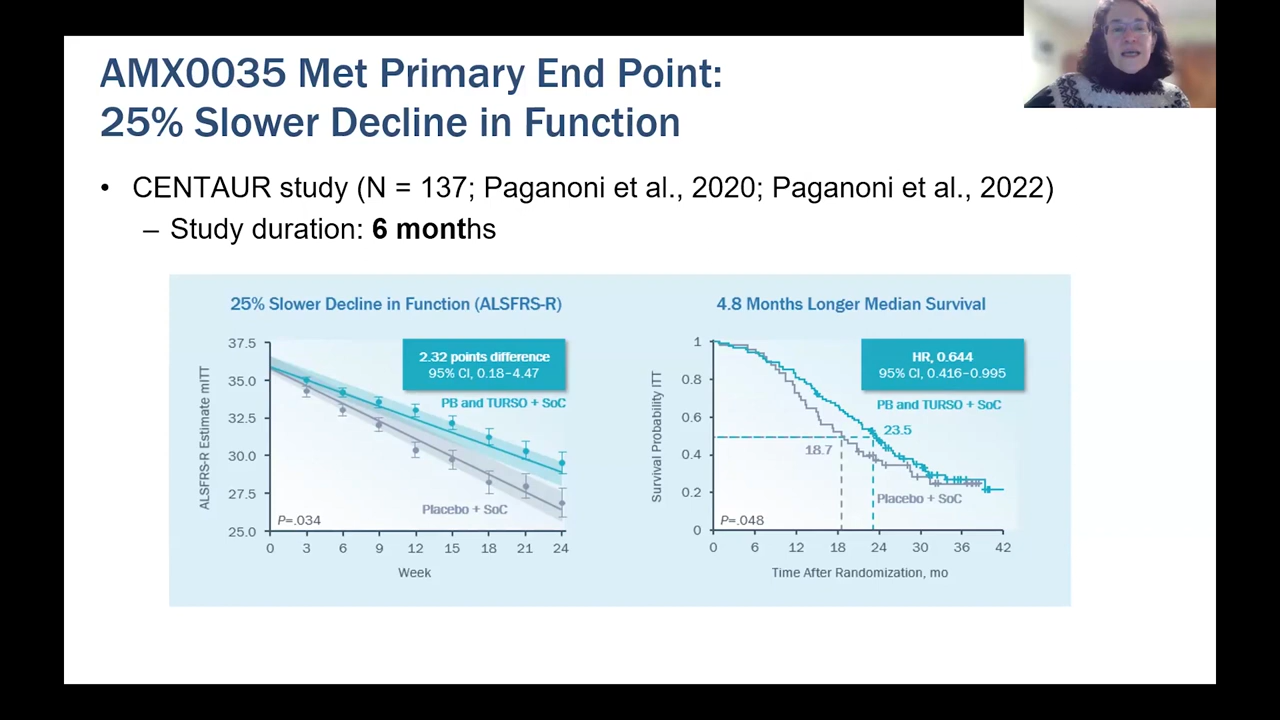 AMX0035 Met Primary End Point:
25% Slower Decline in Function
• CENTAUR study (N = 137; Paganoni et al., 2020; Paganoni et al., 2022)
– Study duration: 6 months
25% Slower Decline in Function (ALSFRS-R)
ALSFRS-R Estimate mITT
37.5
35.0
32.5
30.0
27.5
25.0
2.32 points difference
95% CI, 0.18–4.47
PB and TURSO + SoC
Placebo + SoC
P=.034
0 3 6 9 12 15 18 21 24
Week
4.8 Months Longer Median Survival
Survival Probability ITT
1
0.8
0.6
0.4
0.2
0
HR, 0.644
95% CI, 0.416–0.995
PB and TURSO + SoC
23.5
18.7
Placebo + SoC
P=.048
0 6 12 18 24 30 36 42
Time After Randomization, mo